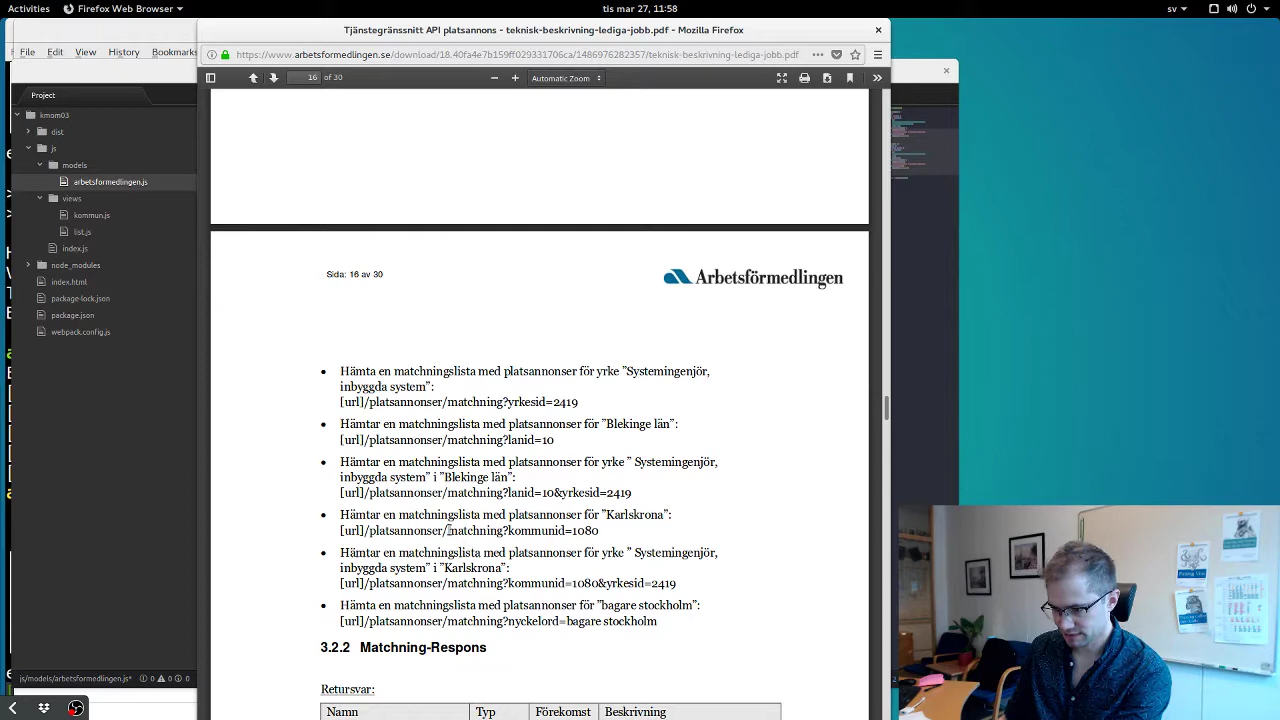 Activities
Firefox Web Browser
tis mar 27, 11:58
sv
Tjänstegränssnitt API platsannons - teknisk-beskrivning-lediga-jobb.pdf - Mozilla Firefox
File Edit View History Bookmarks
https://www.arbetsformedlingen.se/download/18.40fa4e7b159ff029331706ca/1486976282357/teknisk-beskrivning-lediga-jobb.pdf
16 of 30
Automatic Zoom
Project
kmom03
dist
js
models
arbetsformedlingen.js
views
kommun.js
list.js
index.js
node_modules
index.html
package-lock.json
package.json
webpack.config.js
js/models/arbetsformedlingen.js* 0 0 0
Sida: 16 av 30
Arbetsförmedlingen
• Hämta en matchningslista med platsannonser för yrke ”Systemingenjör,
inbyggda system”:
[url]/platsannonser/matchning?yrkesid=2419
• Hämtar en matchningslista med platsannonser för ”Blekinge län”:
[url]/platsannonser/matchning?lanid=10
• Hämtar en matchningslista med platsannonser för yrke ” Systemingenjör,
inbyggda system” i ”Blekinge län”:
[url]/platsannonser/matchning?lanid=10&yrkesid=2419
• Hämtar en matchningslista med platsannonser för ”Karlskrona”:
[url]/platsannonser/matchning?kommunid=1080
• Hämtar en matchningslista med platsannonser för yrke ” Systemingenjör,
inbyggda system” i ”Karlskrona”:
[url]/platsannonser/matchning?kommunid=1080&yrkesid=2419
• Hämta en matchningslista med platsannonser för ”bagare stockholm”:
[url]/platsannonser/matchning?nyckelord=bagare stockholm
3.2.2 Matchning-Respons
Retursvar:
Namn Typ Förekomst Beskrivning